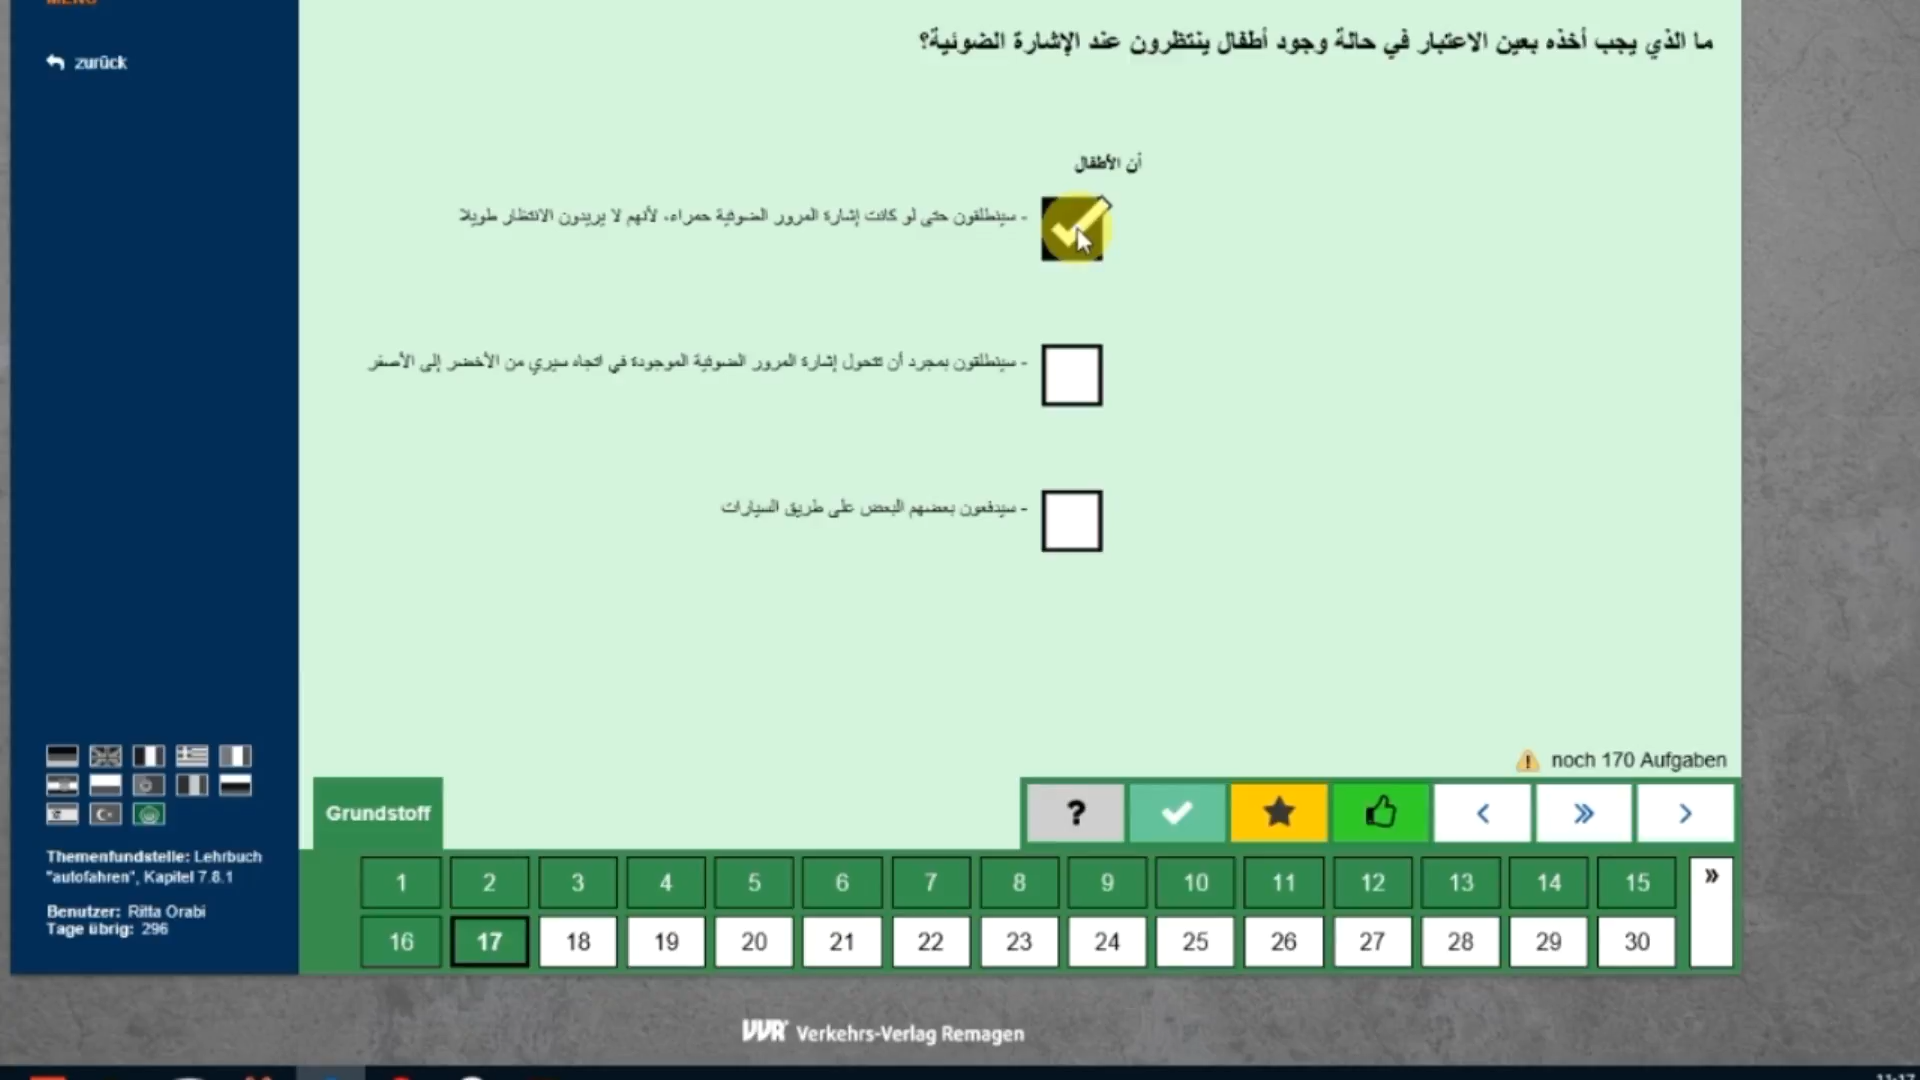 zurück
ما الذي يجب أخذه بعين الاعتبار في حالة وجود أطفال ينتظرون عند الإشارة الضوئية؟
أن الأطفال
- سينطلقون حتى لو كانت إشارة المرور الضوئية حمراء، لأنهم لا يريدون الانتظار طويلا
- سينطلقون بمجرد أن تتحول إشارة المرور الضوئية الموجودة في اتجاه سيري من الأخضر إلى الأصفر
- سيدفعون بعضهم البعض على طريق السيارات
noch 170 Aufgaben
Grundstoff
?
Themenfundstelle: Lehrbuch
"autofahren", Kapitel 7.8.1
Benutzer: Ritta Orabi
Tage übrig: 296
1 2 3 4 5 6 7 8 9 10 11 12 13 14 15 »
16 17 18 19 20 21 22 23 24 25 26 27 28 29 30
VVR Verkehrs-Verlag Remagen